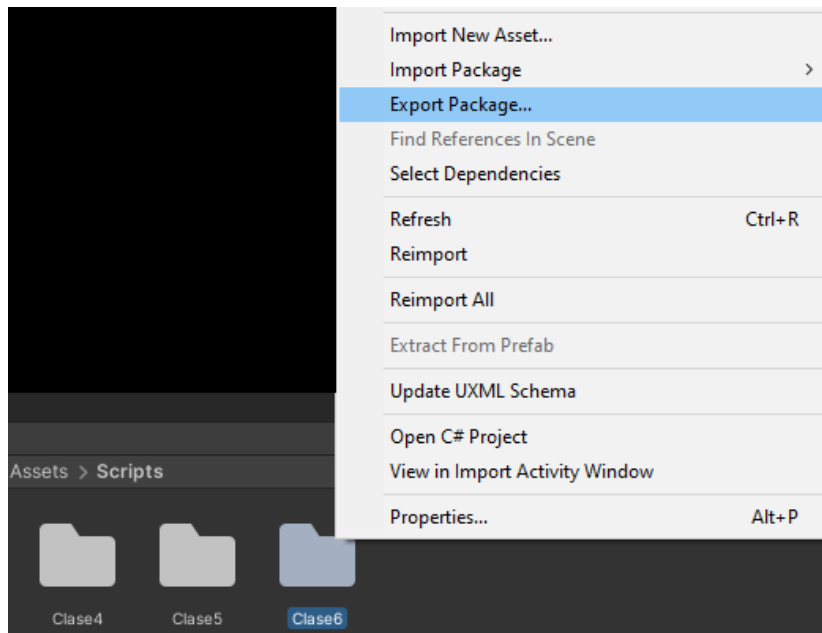 Import New Asset...
Import Package >
Export Package...
Find References In Scene
Select Dependencies
Refresh Ctrl+R
Reimport
Reimport All
Extract From Prefab
Update UXML Schema
Open C# Project
View in Import Activity Window
Properties... Alt+P
Assets > Scripts
Clase4 Clase5 Clase6